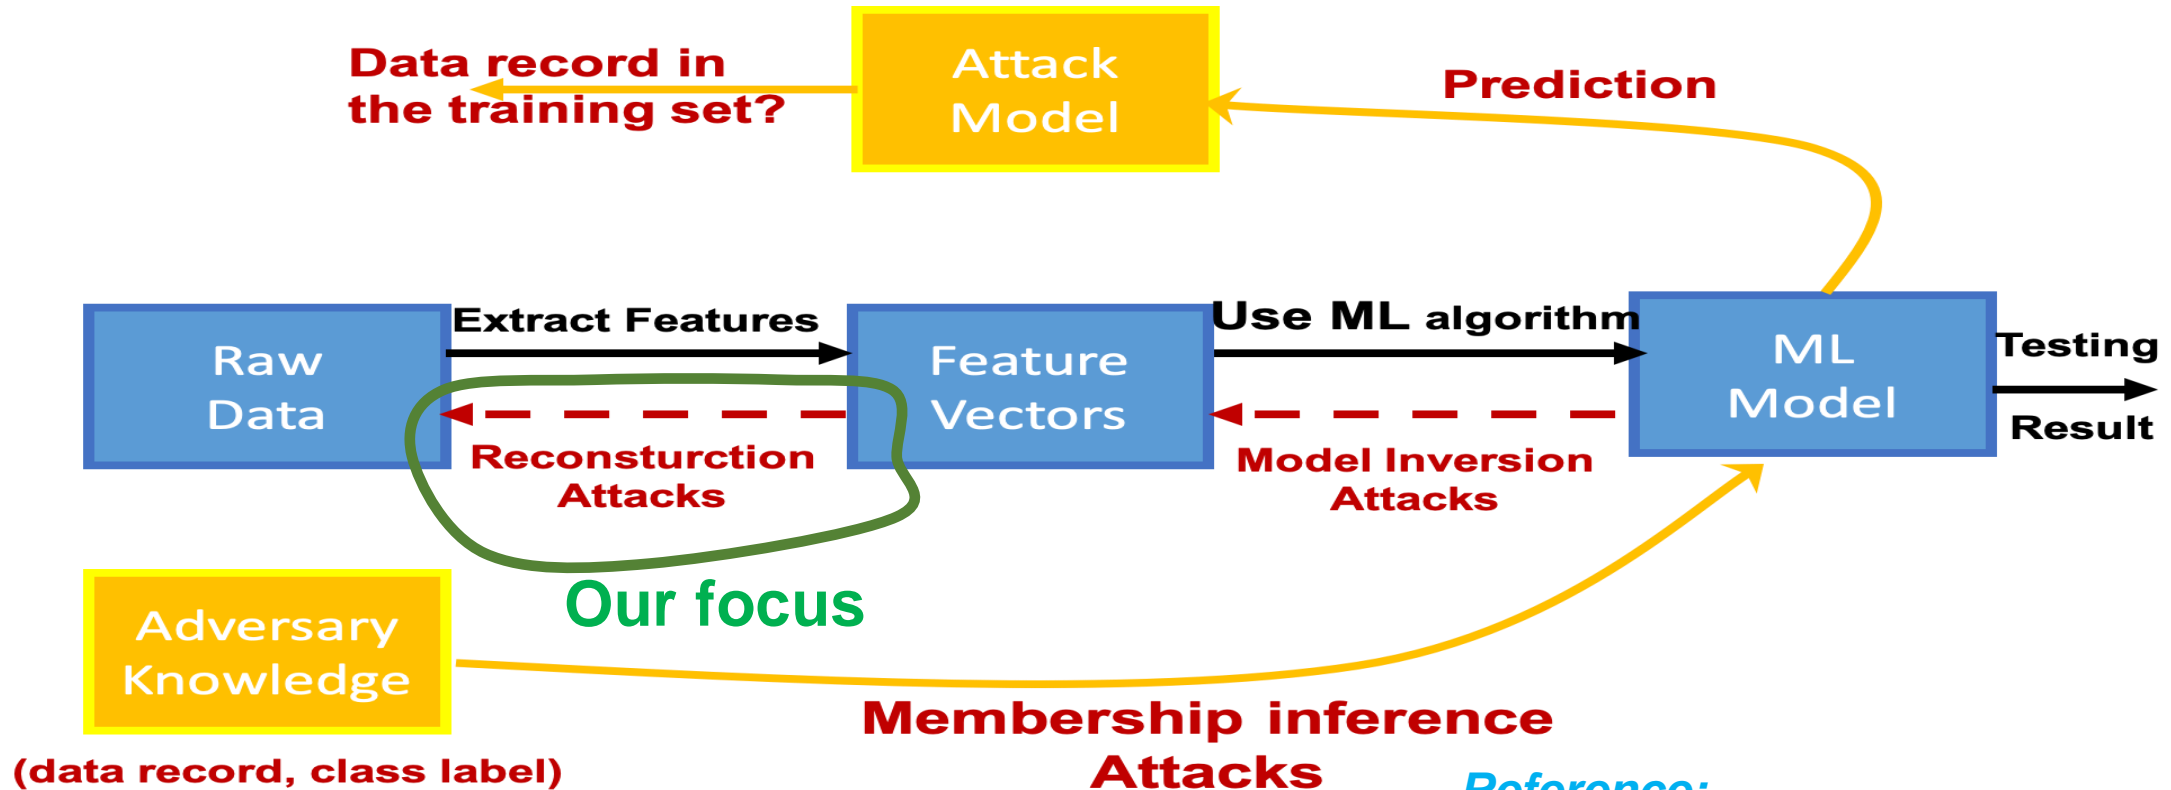 Data record in
the training set?
Attack
Model
Prediction
Raw
Data
Extract Features
Feature
Vectors
Use ML algorithm
ML
Model
Testing
Result
Reconsturction
Attacks
Model Inversion
Attacks
Our focus
Adversary
Knowledge
(data record, class label)
Membership inference
Attacks
Reference: